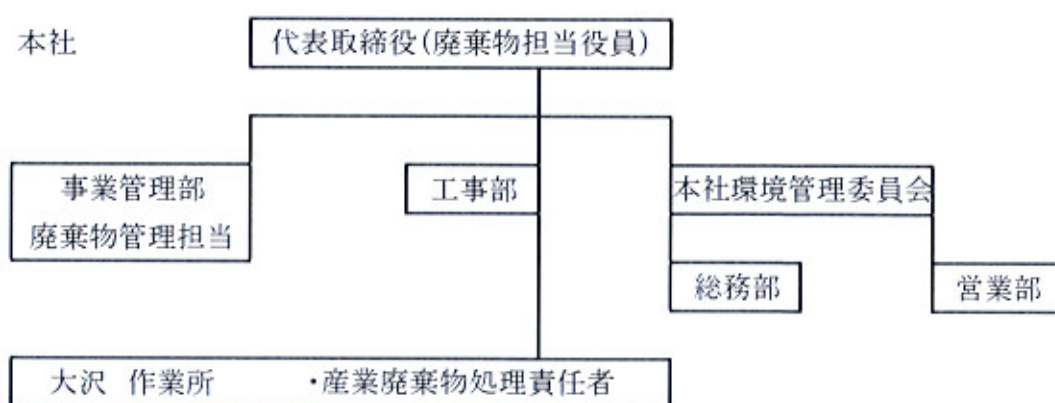 本社
代表取締役(廃棄物担当役員)
事業管理部
廃棄物管理担当
工事部
本社環境管理委員会
総務部
営業部
大沢 作業所 ・産業廃棄物処理責任者